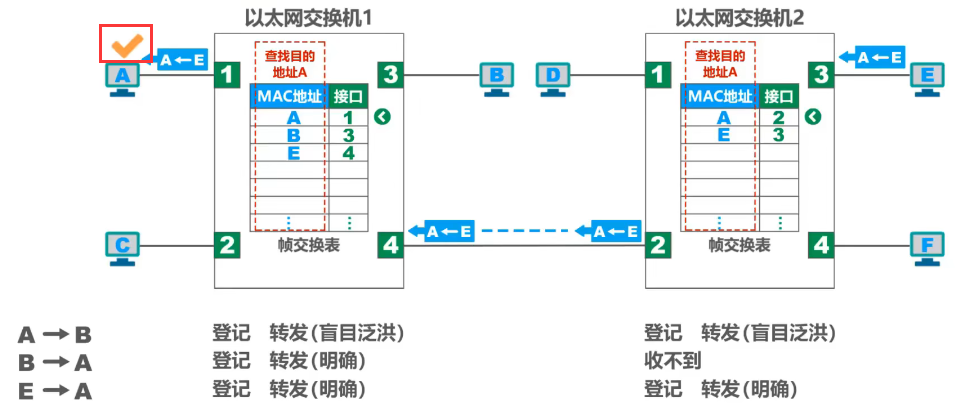 以太网交换机1
以太网交换机2
A←E
A←E
查找目的
地址A
查找目的
地址A
A
1
3
B
D
1
3
E
MAC地址 接口
MAC地址 接口
A 1
A 2
B 3
E 3
E 4
⋮ ⋮
⋮ ⋮
A←E
A←E
C
2
帧交换表
4
2
帧交换表
4
F
A→B 登记 转发(盲目泛洪) 登记 转发(盲目泛洪)
B→A 登记 转发(明确) 收不到
E→A 登记 转发(明确) 登记 转发(明确)